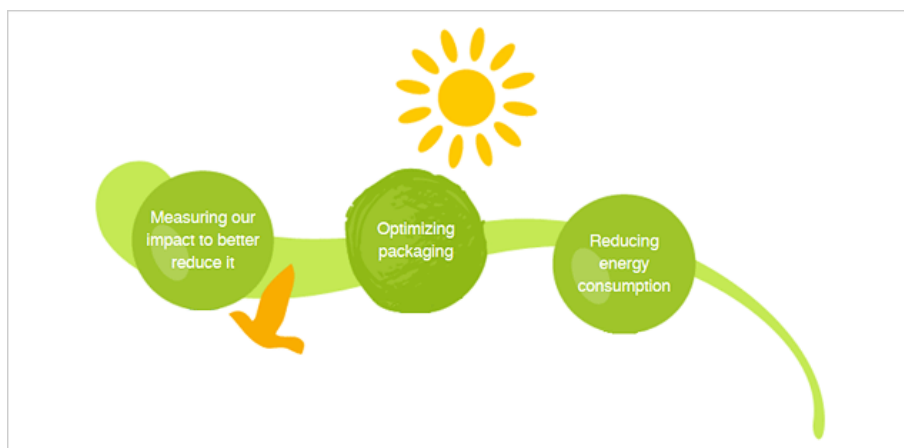 Measuring our
impact to better
reduce it
Optimizing
packaging
Reducing
energy
consumption